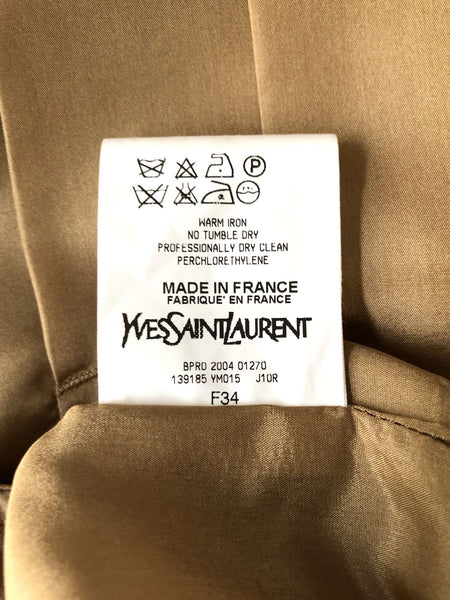 P
WARM IRON
NO TUMBLE DRY
PROFESSIONALLY DRY CLEAN
PERCHLORETHYLENE
MADE IN FRANCE
FABRIQUE' EN FRANCE
YVESSAINTLAURENT
BPRO 2004 01270
139185 YM015 J10R
F34